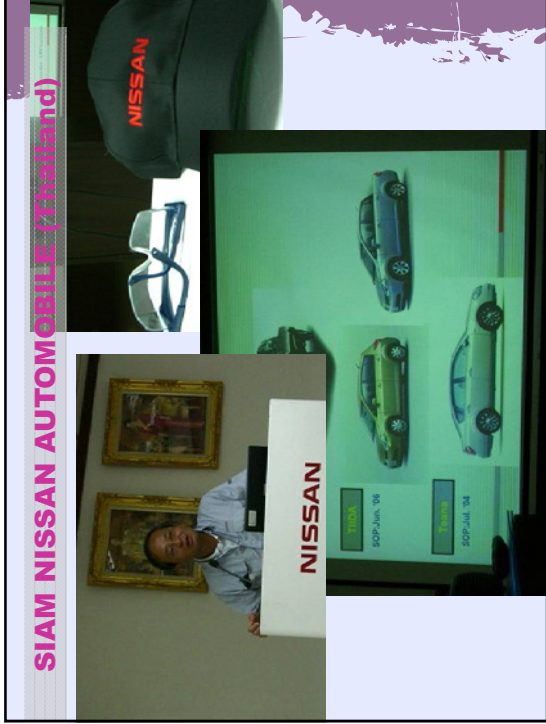 SIAM NISSAN AUTOMOBILE (Thailand)
NISSAN
TIIDA
SOP:Jun. '06
Teana
SOP:Jul. '04
NISSAN